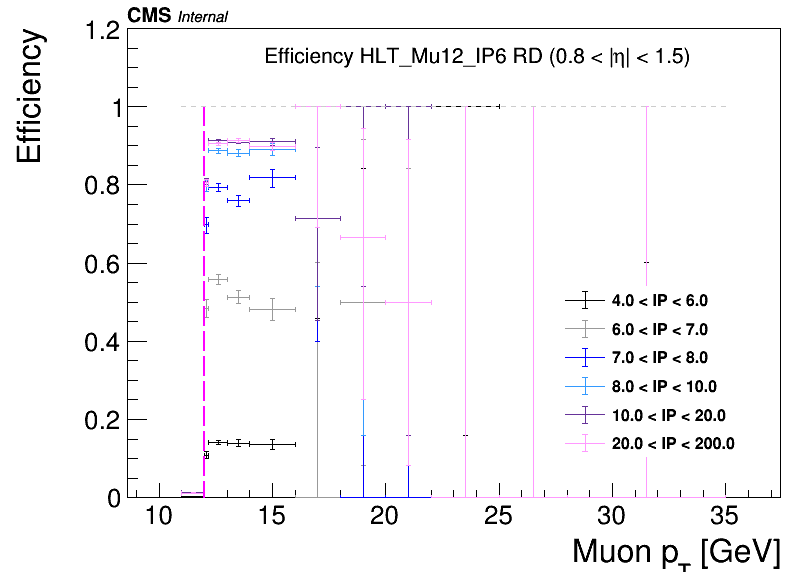 CMS Internal
Efficiency HLT_Mu12_IP6 RD (0.8 < |η| < 1.5)
Efficiency
1.2
1
0.8
0.6
0.4
0.2
0
4.0 < IP < 6.0
6.0 < IP < 7.0
7.0 < IP < 8.0
8.0 < IP < 10.0
10.0 < IP < 20.0
20.0 < IP < 200.0
10 15 20 25 30 35
Muon p_T [GeV]